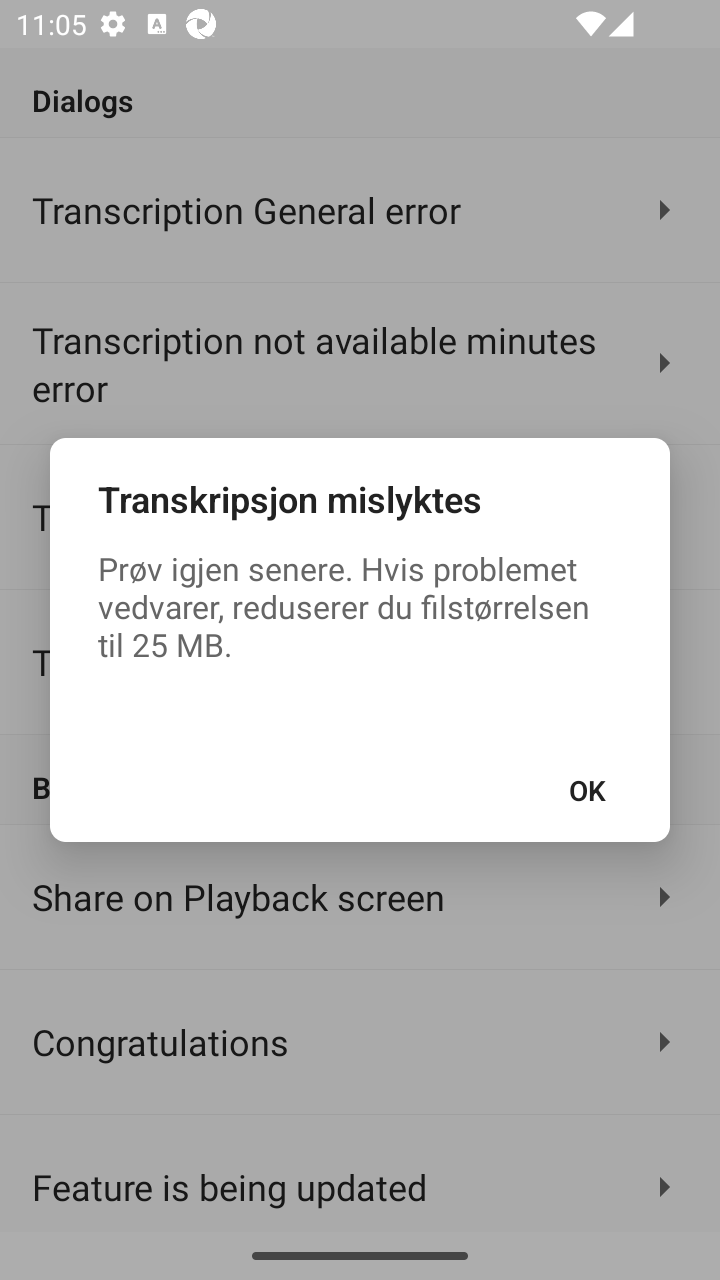 11:05
Dialogs
Transcription General error
Transcription not available minutes
error
T
Transkripsjon mislyktes
Prøv igjen senere. Hvis problemet
vedvarer, reduserer du filstørrelsen
til 25 MB.
T
B
OK
Share on Playback screen
Congratulations
Feature is being updated